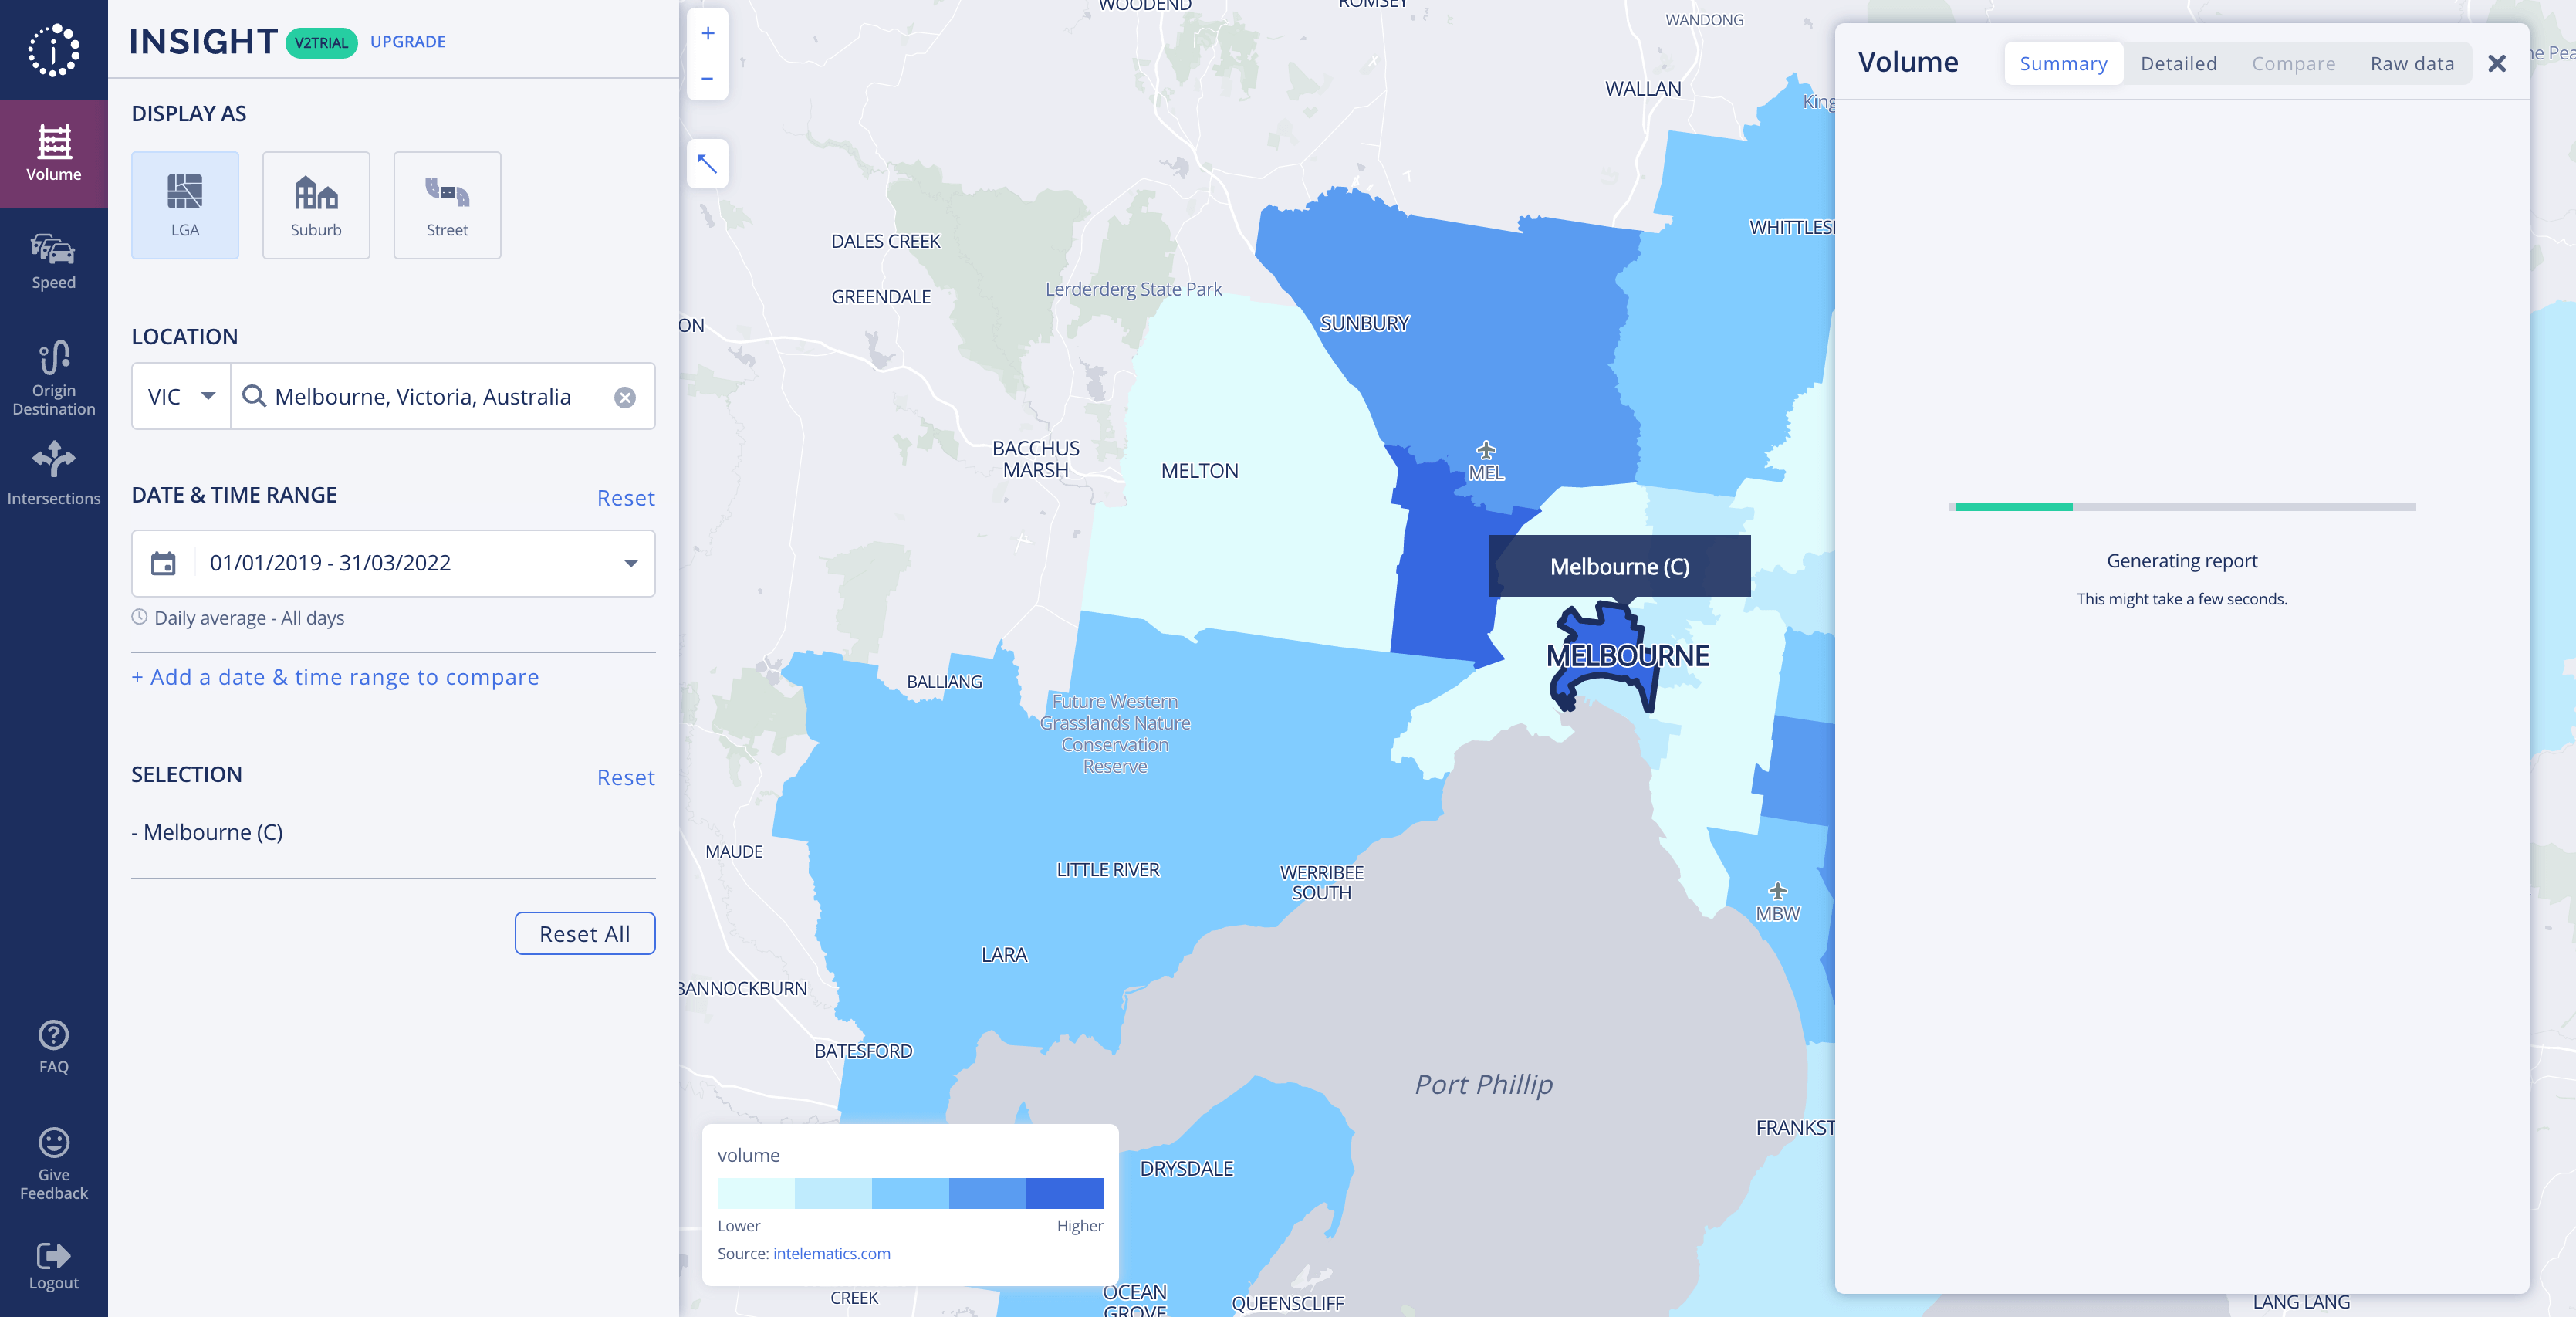 INSIGHT V2TRIAL UPGRADE
Volume
Speed
Origin
Destination
Intersections
FAQ
Give
Feedback
Logout
DISPLAY AS
LGA
Suburb
Street
LOCATION
VIC
Melbourne, Victoria, Australia
DATE & TIME RANGE
Reset
01/01/2019 - 31/03/2022
Daily average - All days
+ Add a date & time range to compare
SELECTION
Reset
- Melbourne (C)
Reset All
+
−
WOODEND
ROMSEY
WANDONG
WALLAN
King
WHITTLES
DALES CREEK
GREENDALE
Lerderderg State Park
ON
SUNBURY
BACCHUS
MARSH
MELTON
MEL
Melbourne (C)
MELBOURNE
BALLIANG
Future Western
Grasslands Nature
Conservation
Reserve
MAUDE
LITTLE RIVER
WERRIBEE
SOUTH
MBW
LARA
BANNOCKBURN
BATESFORD
Port Phillip
FRANKST
DRYSDALE
OCEAN
GROVE
QUEENSCLIFF
CREEK
LANG LANG
volume
Lower
Higher
Source: intelematics.com
Volume
Summary
Detailed
Compare
Raw data
Generating report
This might take a few seconds.
ne Pea